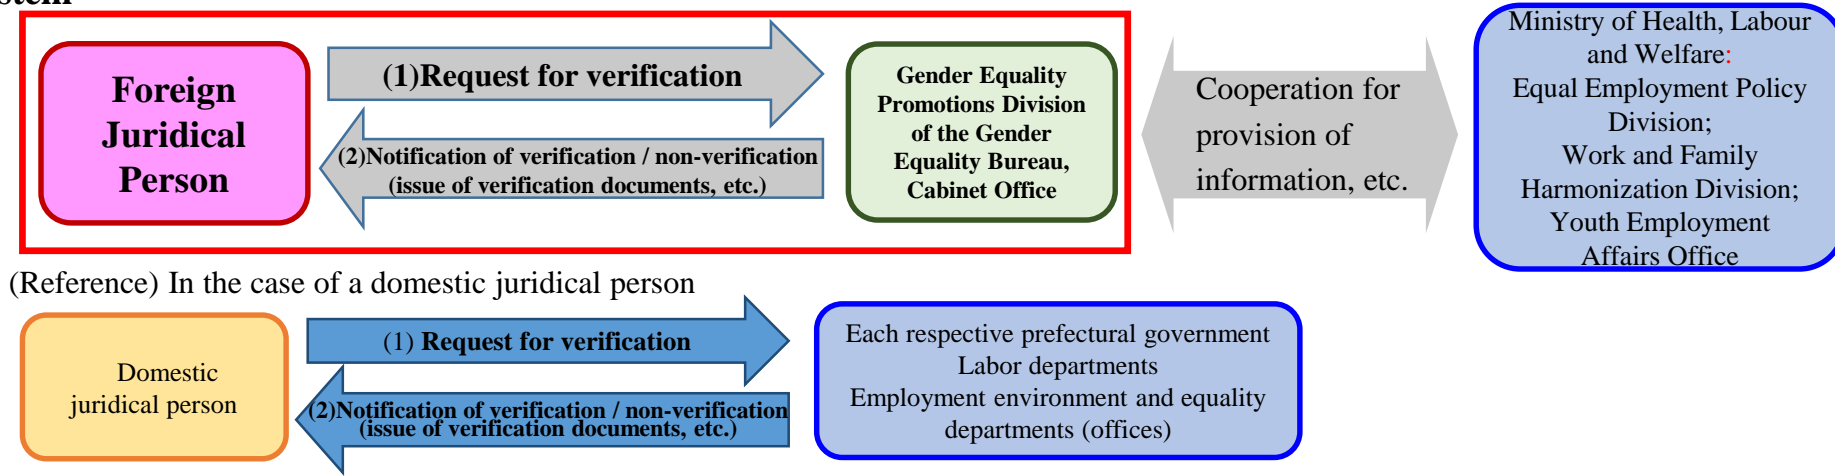 Foreign
Juridical
Person
(1)Request for verification
(2)Notification of verification / non-verification
(issue of verification documents, etc.)
Gender Equality
Promotions Division
of the Gender
Equality Bureau,
Cabinet Office
Cooperation for
provision of
information, etc.
Ministry of Health, Labour
and Welfare:
Equal Employment Policy
Division;
Work and Family
Harmonization Division;
Youth Employment
Affairs Office
(Reference) In the case of a domestic juridical person
Domestic
juridical person
(1) Request for verification
(2)Notification of verification / non-verification
(issue of verification documents, etc.)
Each respective prefectural government
Labor departments
Employment environment and equality
departments (offices)